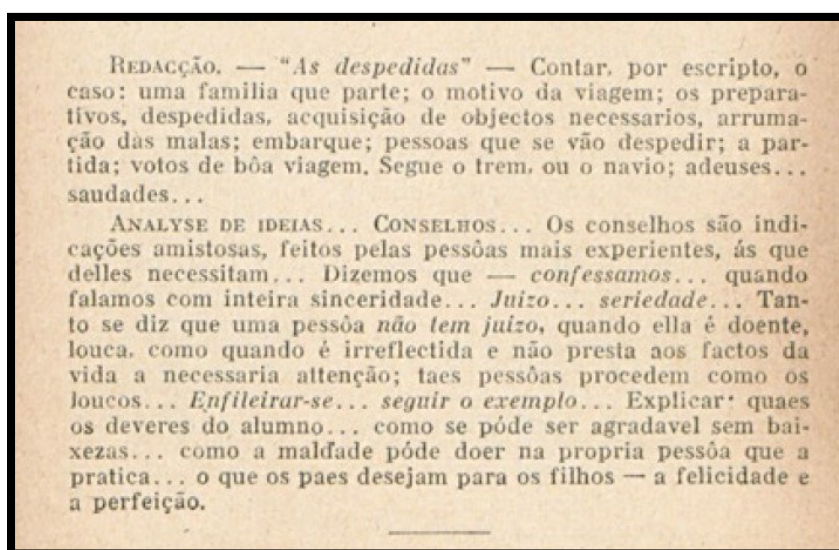 REDACÇÃO. — "As despedidas" — Contar, por escripto, o
caso: uma familia que parte; o motivo da viagem; os prepara-
tivos, despedidas, acquisição de objectos necessarios, arruma-
ção das malas; embarque; pessoas que se vão despedir; a par-
tida; votos de bôa viagem. Segue o trem, ou o navio; adeuses...
saudades...
ANALYSE DE IDEIAS... CONSELHOS... Os conselhos são indi-
cações amistosas, feitos pelas pessôas mais experientes, ás que
delles necessitam... Dizemos que — confessamos... quando
falamos com inteira sinceridade... Juizo... seriedade... Tan-
to se diz que uma pessôa não tem juizo, quando ella é doente,
louca, como quando é irreflectida e não presta aos factos da
vida a necessaria attenção; taes pessôas procedem como os
loucos... Enfileirar-se... seguir o exemplo... Explicar: quaes
os deveres do alumno... como se póde ser agradavel sem bai-
xezas... como a maldade póde doer na propria pessôa que a
pratica... o que os paes desejam para os filhos — a felicidade e
a perfeição.